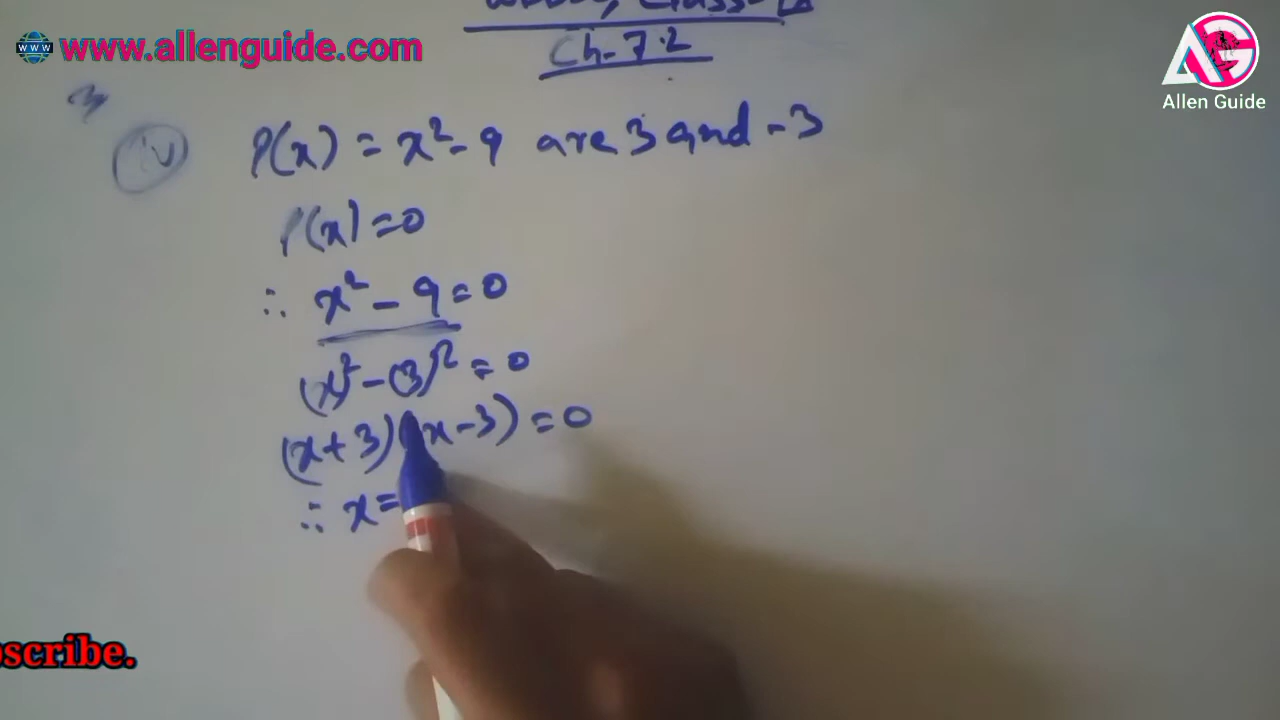 www.allenguide.com
Ch-7.2
Allen Guide
(iv) P(x) = x² - 9 are 3 and - 3
P(x) = 0
∴ x² - 9 = 0
(x)² - (3)² = 0
(x + 3) (x - 3) = 0
∴ x =
scribe.